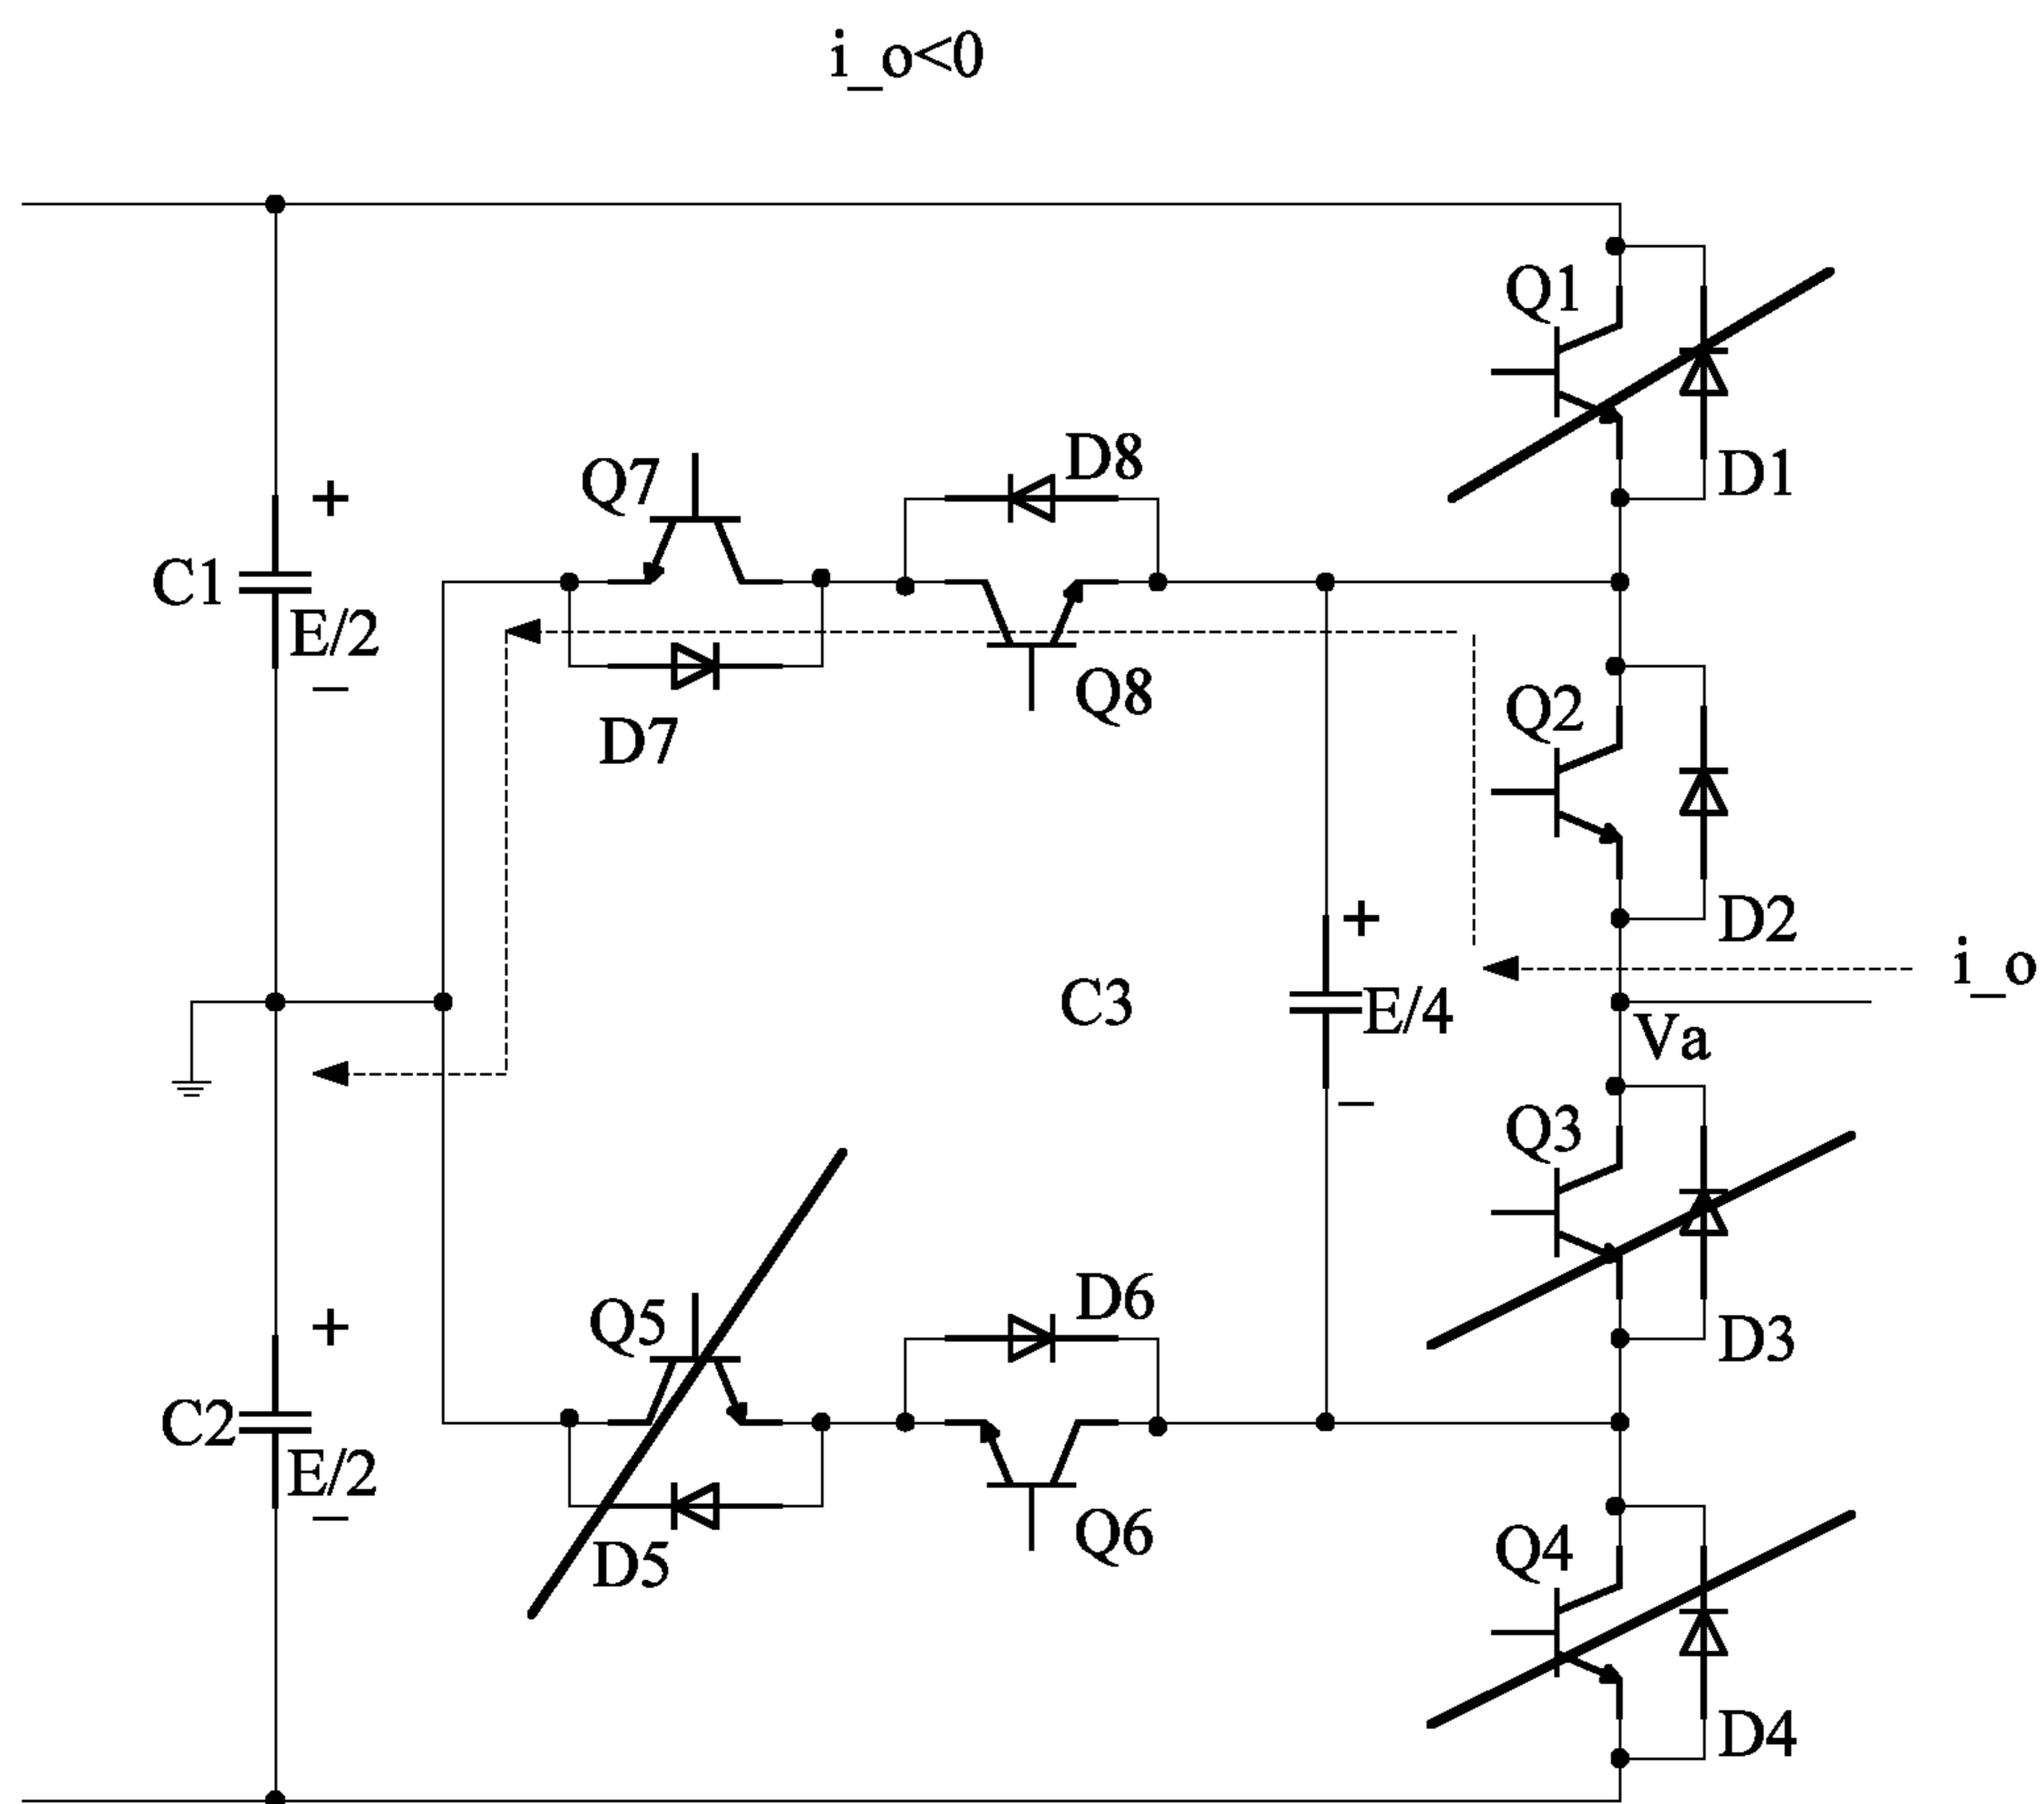 i_o<0
Q1
D1
Q7
D8
C1
+
E/2
–
D7
Q8
Q2
D2
C3
+
E/4
–
i_o
Va
Q3
D3
Q5
D6
C2
+
E/2
–
D5
Q6
Q4
D4